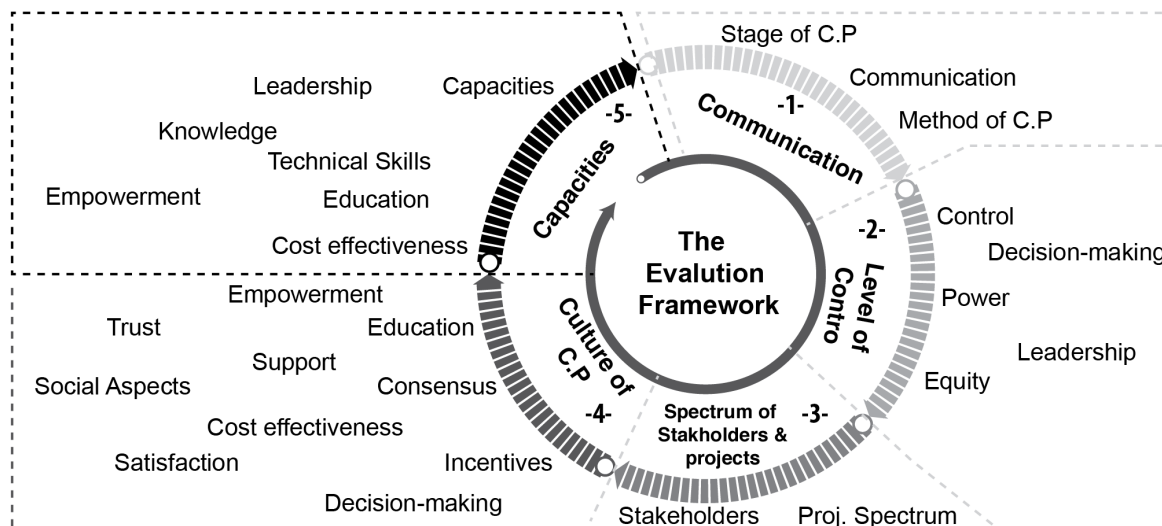 Stage of C.P
Communication
Method of C.P
-1-
Communication
Control
Decision-making
Power
Leadership
Equity
-2-
Level of
Contro
-3-
Spectrum of
Stakholders &
projects
Stakeholders
Proj. Spectrum
-4-
Culture of
C.P
Empowerment
Trust
Education
Support
Social Aspects
Consensus
Cost effectiveness
Satisfaction
Incentives
Decision-making
-5-
Capacities
Leadership
Capacities
Knowledge
Technical Skills
Empowerment
Education
Cost effectiveness
The
Evalution
Framework